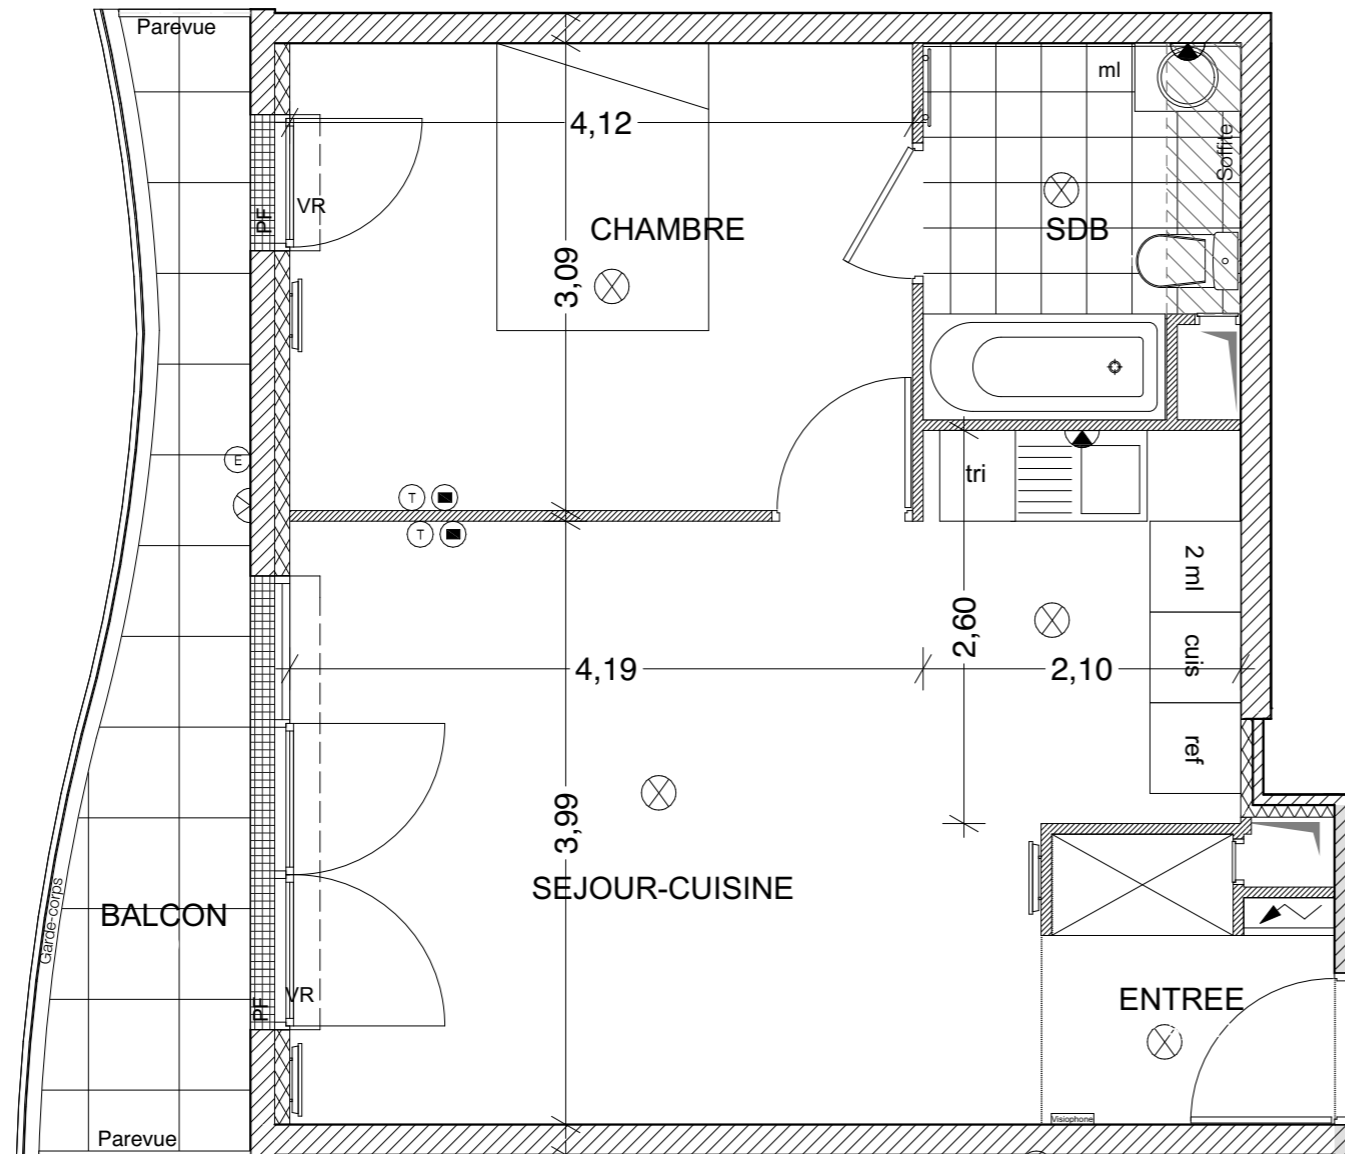 Parevue
ml
4,12
Soffite
VR
PF
CHAMBRE
SDB
3,09
E
tri
T
T
2 ml
2,60
cuis
4,19
2,10
ref
3,99
SEJOUR-CUISINE
Garde-corps
BALCON
VR
PF
ENTREE
Visiophone
Parevue